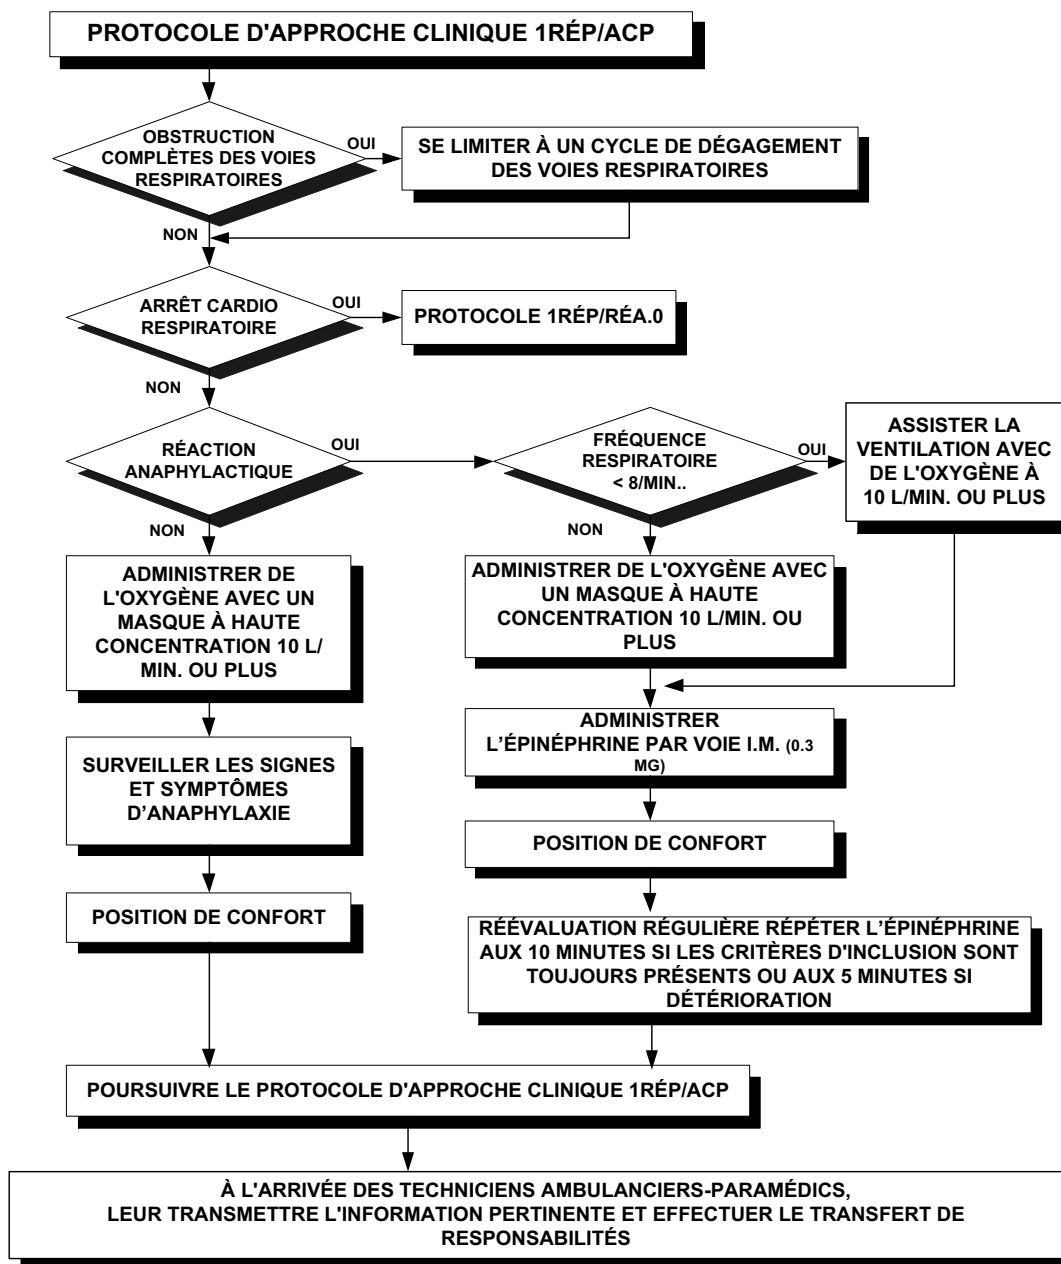 PROTOCOLE D'APPROCHE CLINIQUE 1RÉP/ACP
OBSTRUCTION
COMPLÈTES DES VOIES
RESPIRATOIRES
OUI
SE LIMITER À UN CYCLE DE DÉGAGEMENT
DES VOIES RESPIRATOIRES
NON
ARRÊT CARDIO
RESPIRATOIRE
OUI
PROTOCOLE 1RÉP/RÉA.0
NON
RÉACTION
ANAPHYLACTIQUE
OUI
FRÉQUENCE
RESPIRATOIRE
< 8/MIN..
OUI
ASSISTER LA
VENTILATION AVEC
DE L'OXYGÈNE À
10 L/MIN. OU PLUS
NON
NON
ADMINISTRER DE
L'OXYGÈNE AVEC UN
MASQUE À HAUTE
CONCENTRATION 10 L/
MIN. OU PLUS
ADMINISTRER DE L'OXYGÈNE AVEC
UN MASQUE À HAUTE
CONCENTRATION 10 L/MIN. OU
PLUS
ADMINISTRER
L’ÉPINÉPHRINE PAR VOIE I.M. (0.3
MG)
SURVEILLER LES SIGNES
ET SYMPTÔMES
D’ANAPHYLAXIE
POSITION DE CONFORT
POSITION DE CONFORT
RÉÉVALUATION RÉGULIÈRE RÉPÉTER L’ÉPINÉPHRINE
AUX 10 MINUTES SI LES CRITÈRES D'INCLUSION SONT
TOUJOURS PRÉSENTS OU AUX 5 MINUTES SI
DÉTÉRIORATION
POURSUIVRE LE PROTOCOLE D'APPROCHE CLINIQUE 1RÉP/ACP
À L'ARRIVÉE DES TECHNICIENS AMBULANCIERS-PARAMÉDICS,
LEUR TRANSMETTRE L'INFORMATION PERTINENTE ET EFFECTUER LE TRANSFERT DE
RESPONSABILITÉS